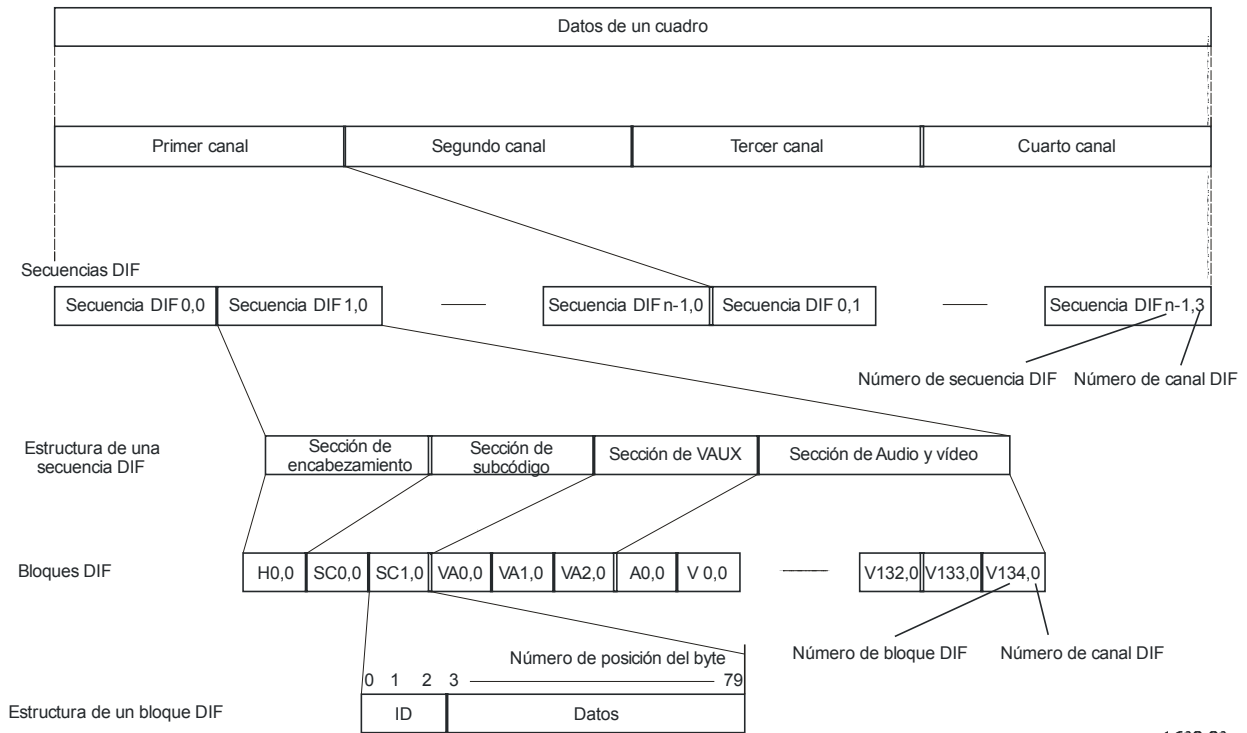 Datos de un cuadro
Primer canal
Segundo canal
Tercer canal
Cuarto canal
Secuencias DIF
Secuencia DIF 0,0
Secuencia DIF 1,0
Secuencia DIF n-1,0
Secuencia DIF 0,1
Secuencia DIF n-1,3
Número de secuencia DIF
Número de canal DIF
Estructura de una
secuencia DIF
Sección de
encabezamiento
Sección de
subcódigo
Sección de VAUX
Sección de Audio y vídeo
Bloques DIF
H0,0
SC0,0
SC1,0
VA0,0
VA1,0
VA2,0
A0,0
V 0,0
V132,0
V133,0
V134,0
Número de bloque DIF
Número de canal DIF
Número de posición del byte
0 1 2 3 79
Estructura de un bloque DIF
ID
Datos